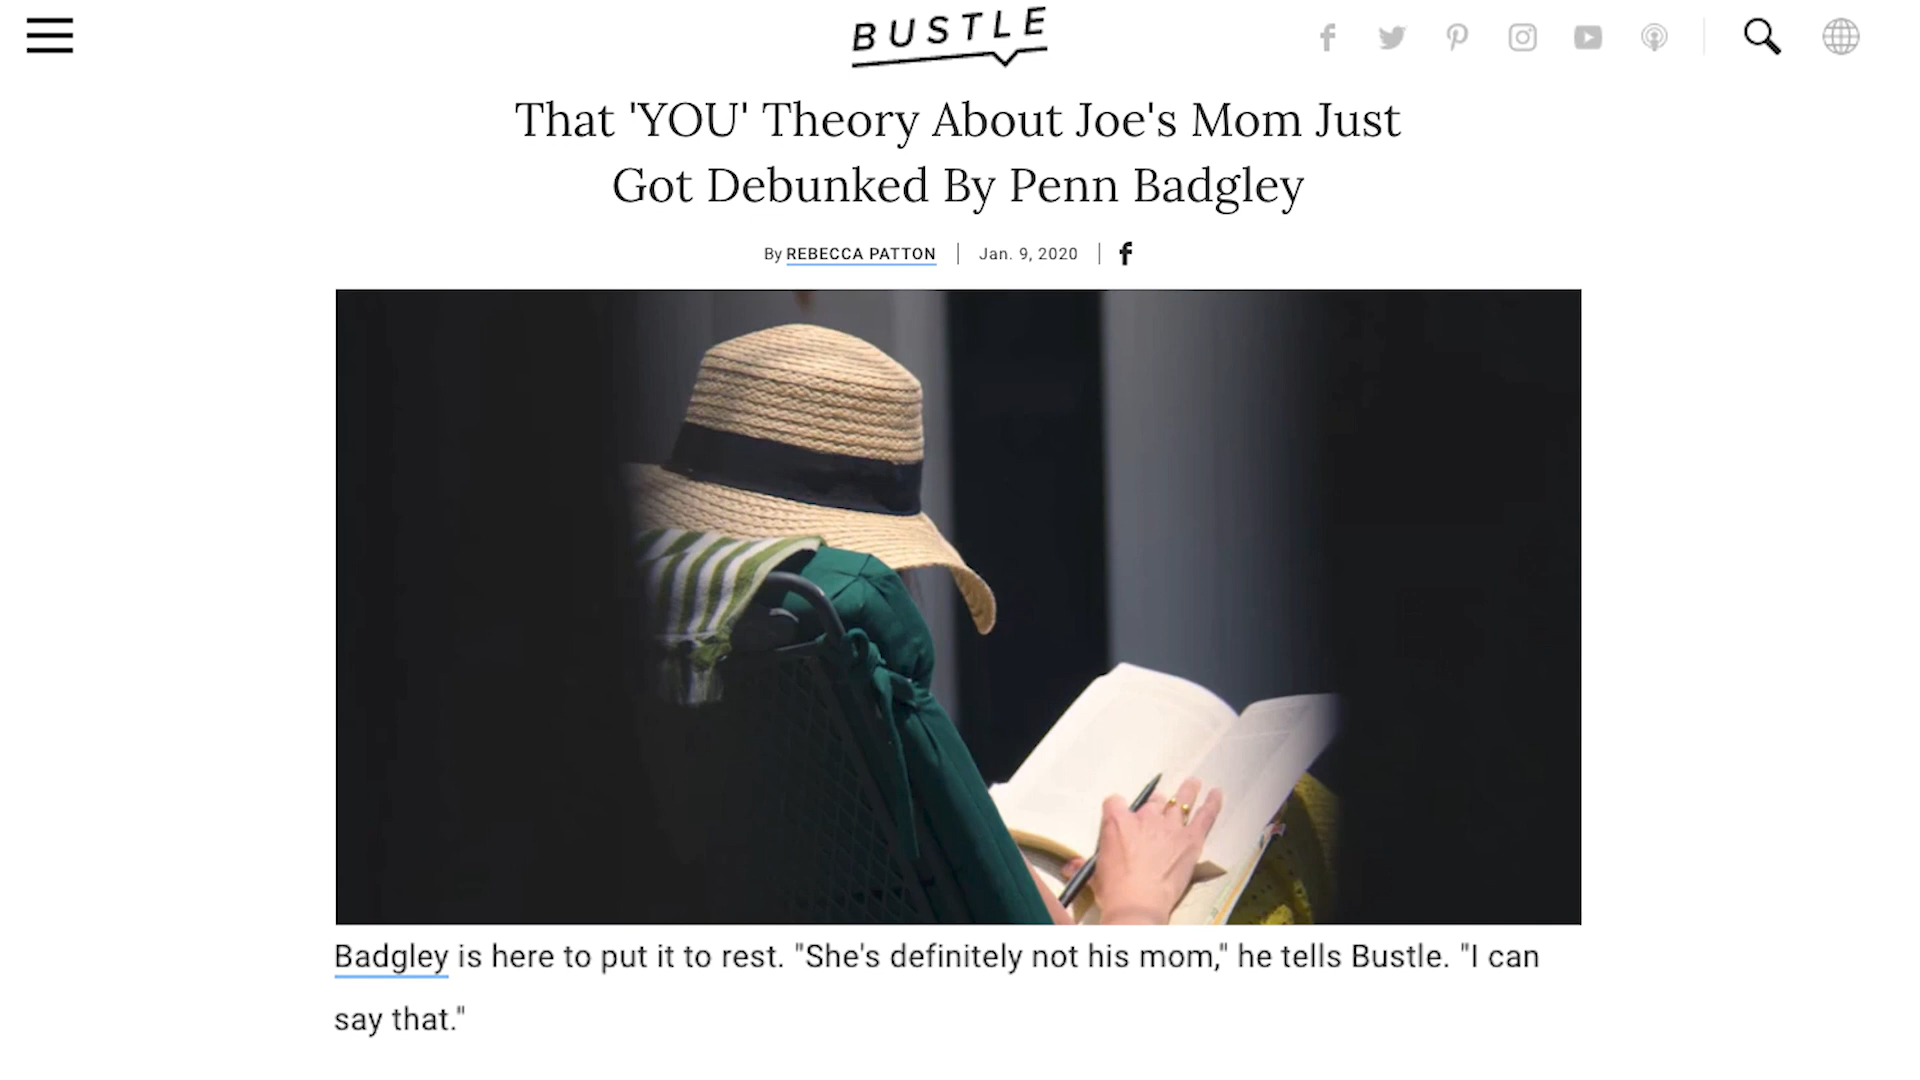 BUSTLE
That 'YOU' Theory About Joe's Mom Just
Got Debunked By Penn Badgley
By REBECCA PATTON | Jan. 9, 2020 |
Badgley is here to put it to rest. "She's definitely not his mom," he tells Bustle. "I can
say that."